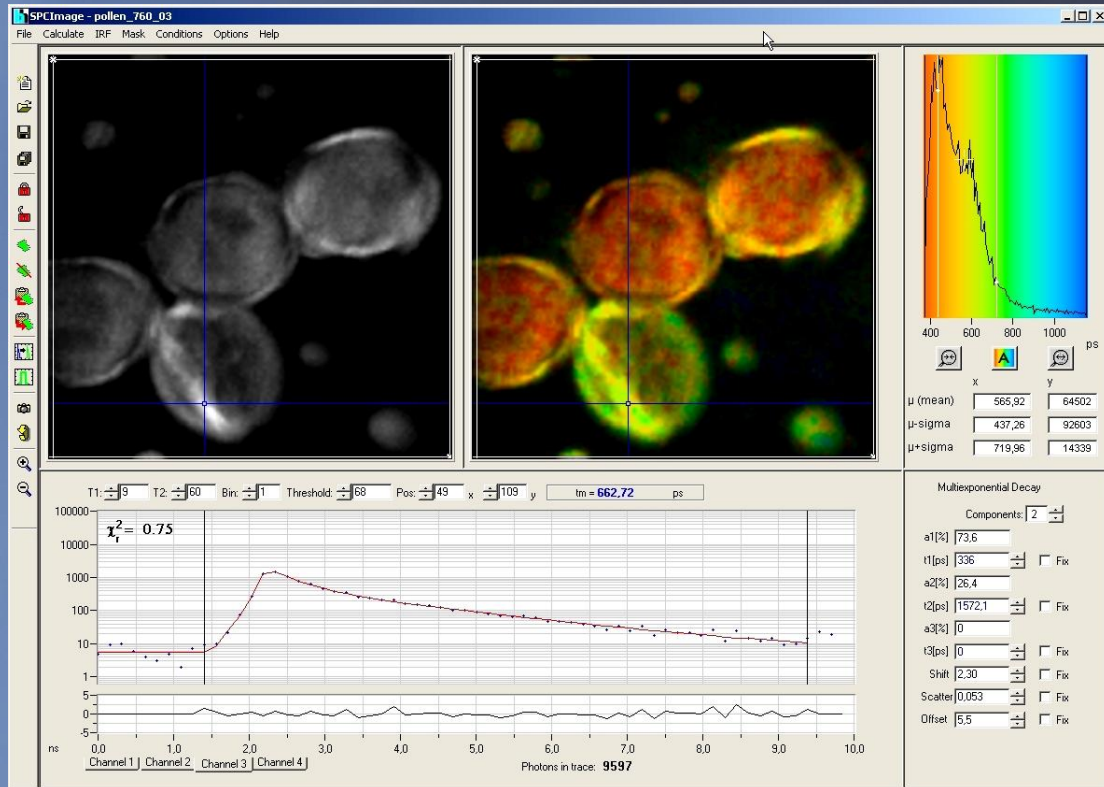 SPCImage - pollen_760_03
File Calculate IRF Mask Conditions Options Help
400 600 800 1000
ps
A
x y
µ (mean) 565,92 64502
µ-sigma 437,26 92603
µ+sigma 719,96 14339
T1: 9 T2: 60 Bin: 1 Threshold: 68 Pos: 49 x 109 y tm = 662,72 ps
χ²r = 0.75
100000
10000
1000
100
10
1
5
0
-5
ns 0,0 1,0 2,0 3,0 4,0 5,0 6,0 7,0 8,0 9,0 10,0
Channel 1 Channel 2 Channel 3 Channel 4
Photons in trace: 9597
Multiexponential Decay
Components: 2
a1[%] 73,6
t1[ps] 336 Fix
a2[%] 26,4
t2[ps] 1572,1 Fix
a3[%] 0
t3[ps] 0 Fix
Shift 2,30 Fix
Scatter 0,053 Fix
Offset 5,5 Fix